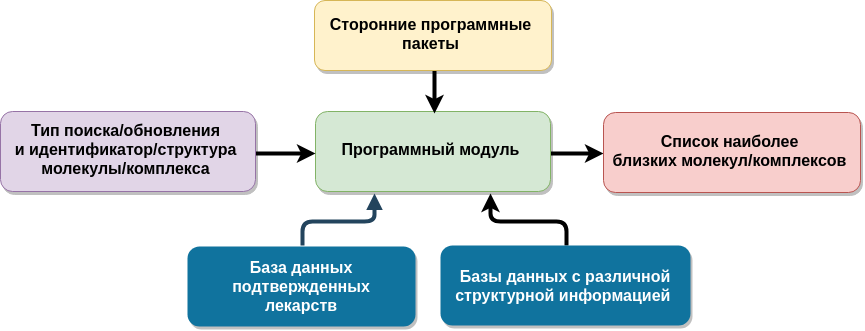 Сторонние программные
пакеты
Тип поиска/обновления
и идентификатор/структура
молекулы/комплекса
Программный модуль
Список наиболее
близких молекул/комплексов
База данных
подтвержденных
лекарств
Базы данных с различной
структурной информацией